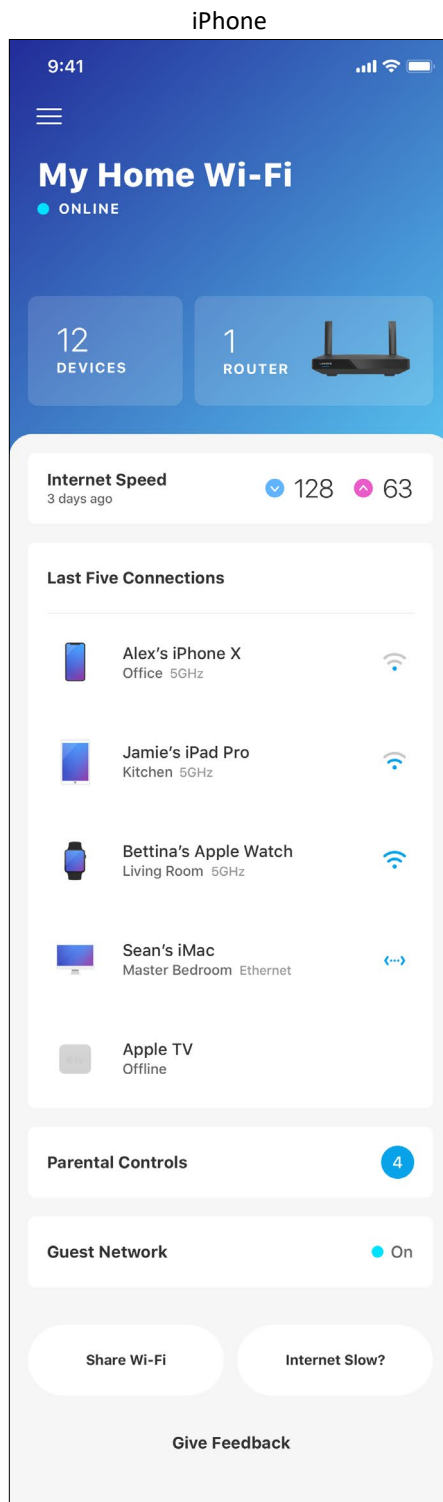 iPhone
9:41
My Home Wi-Fi
ONLINE
12
DEVICES
1
ROUTER
Internet Speed
3 days ago
128
63
Last Five Connections
Alex’s iPhone X
Office 5GHz
Jamie’s iPad Pro
Kitchen 5GHz
Bettina’s Apple Watch
Living Room 5GHz
Sean’s iMac
Master Bedroom Ethernet
Apple TV
Offline
Parental Controls
4
Guest Network
On
Share Wi-Fi
Internet Slow?
Give Feedback